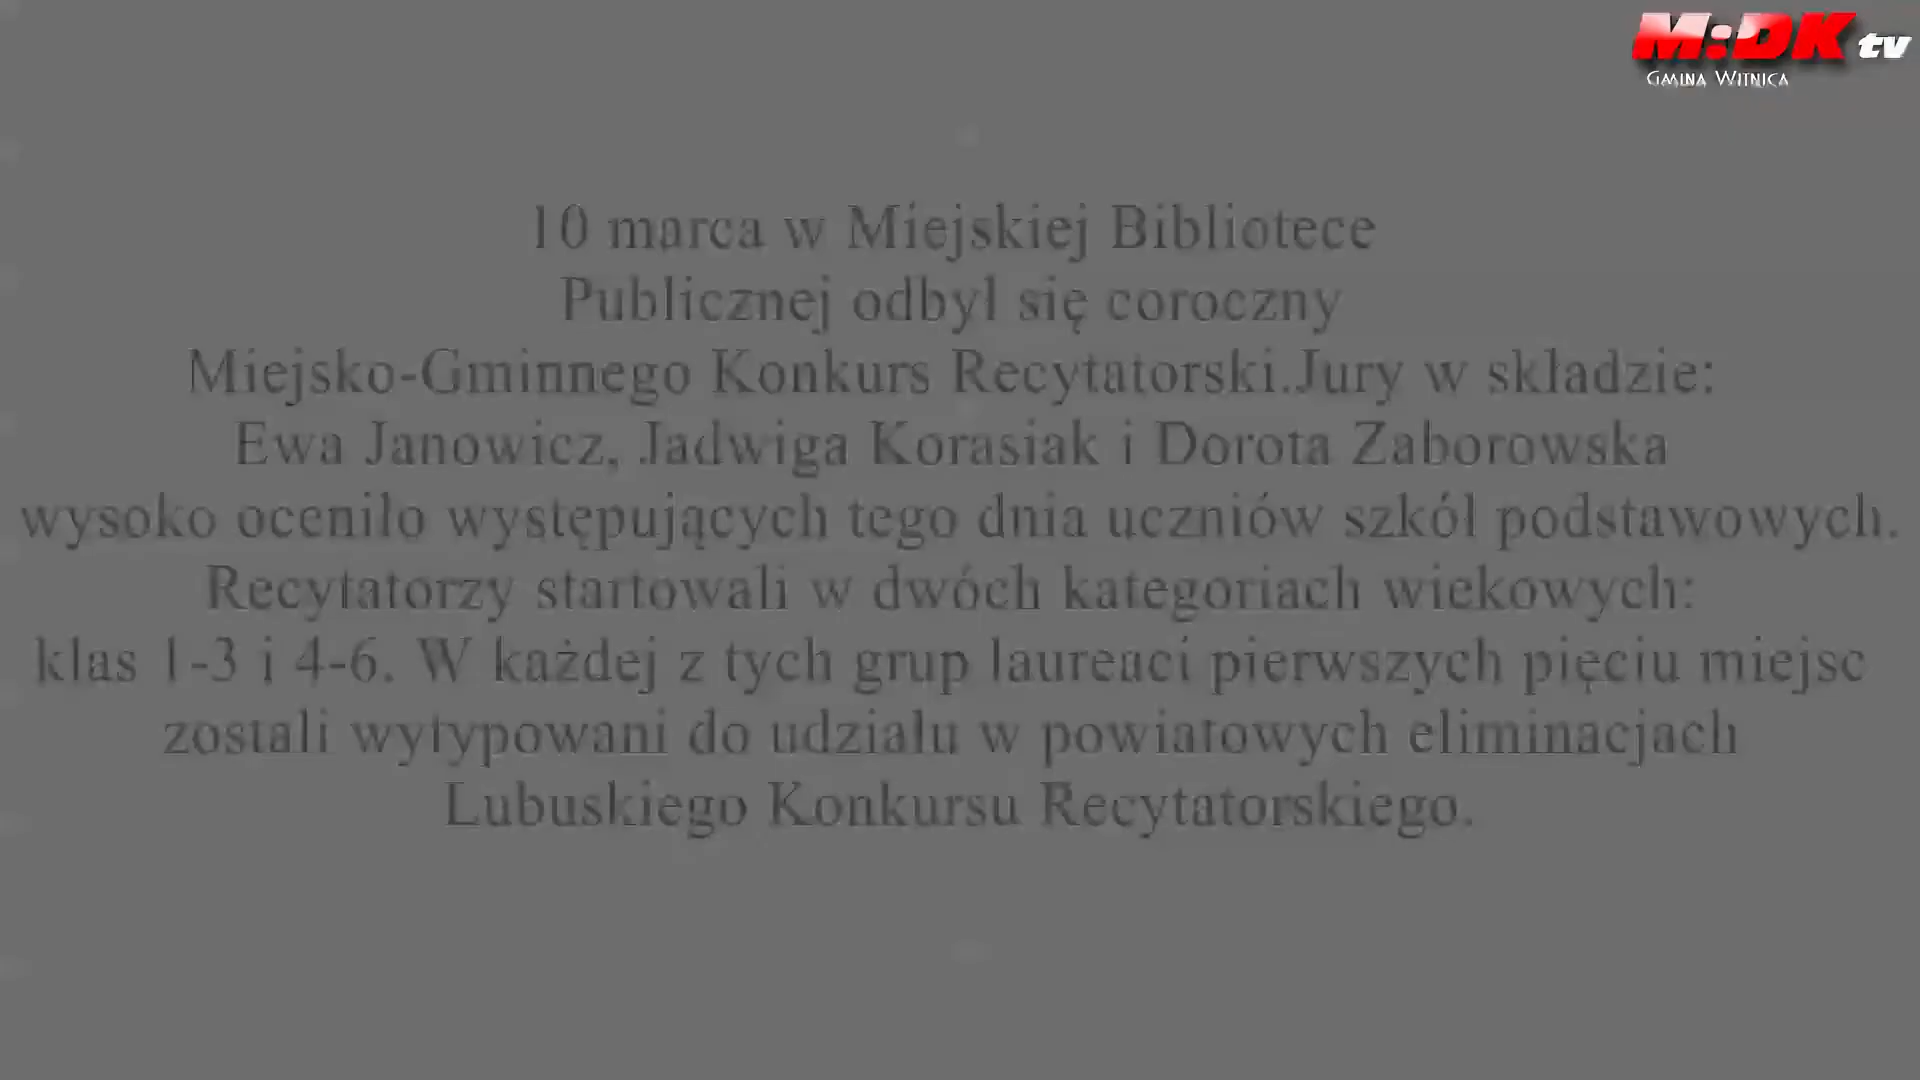 M:DK tv
GMINA WITNICA
10 marca w Miejskiej Bibliotece
Publicznej odbył się coroczny
Miejsko-Gminnego Konkurs Recytatorski.Jury w składzie:
Ewa Janowicz, Jadwiga Korasiak i Dorota Zaborowska
wysoko oceniło występujących tego dnia uczniów szkół podstawowych.
Recytatorzy startowali w dwóch kategoriach wiekowych:
klas 1-3 i 4-6. W każdej z tych grup laureaci pierwszych pięciu miejsc
zostali wytypowani do udziału w powiatowych eliminacjach
Lubuskiego Konkursu Recytatorskiego.